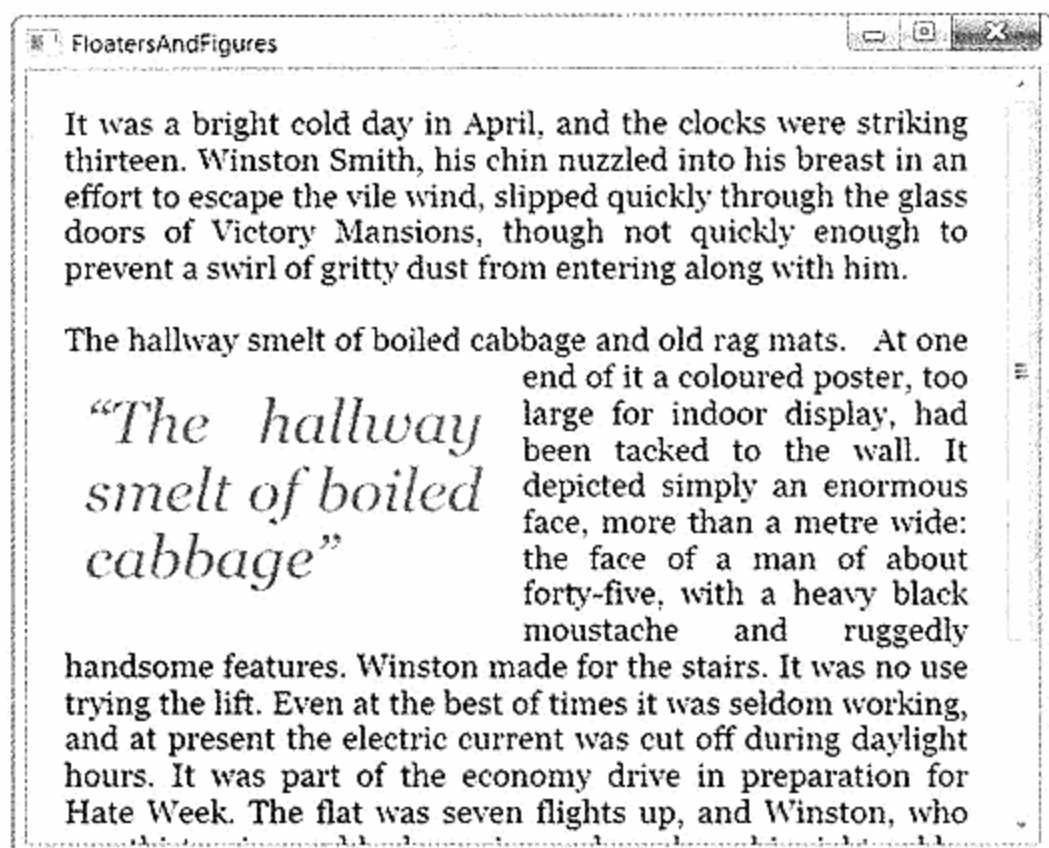 FloatersAndFigures
It was a bright cold day in April, and the clocks were striking
thirteen. Winston Smith, his chin nuzzled into his breast in an
effort to escape the vile wind, slipped quickly through the glass
doors of Victory Mansions, though not quickly enough to
prevent a swirl of gritty dust from entering along with him.
The hallway smelt of boiled cabbage and old rag mats. At one
“The hallway
smelt of boiled
cabbage”
end of it a coloured poster, too
large for indoor display, had
been tacked to the wall. It
depicted simply an enormous
face, more than a metre wide:
the face of a man of about
forty-five, with a heavy black
moustache and ruggedly
handsome features. Winston made for the stairs. It was no use
trying the lift. Even at the best of times it was seldom working,
and at present the electric current was cut off during daylight
hours. It was part of the economy drive in preparation for
Hate Week. The flat was seven flights up, and Winston, who